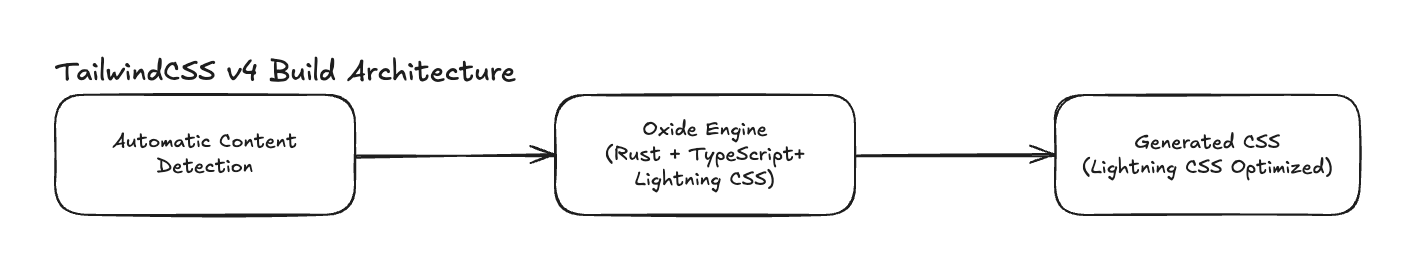 TailwindCSS v4 Build Architecture
Automatic Content
Detection
Oxide Engine
(Rust + TypeScript+
Lightning CSS)
Generated CSS
(Lightning CSS Optimized)